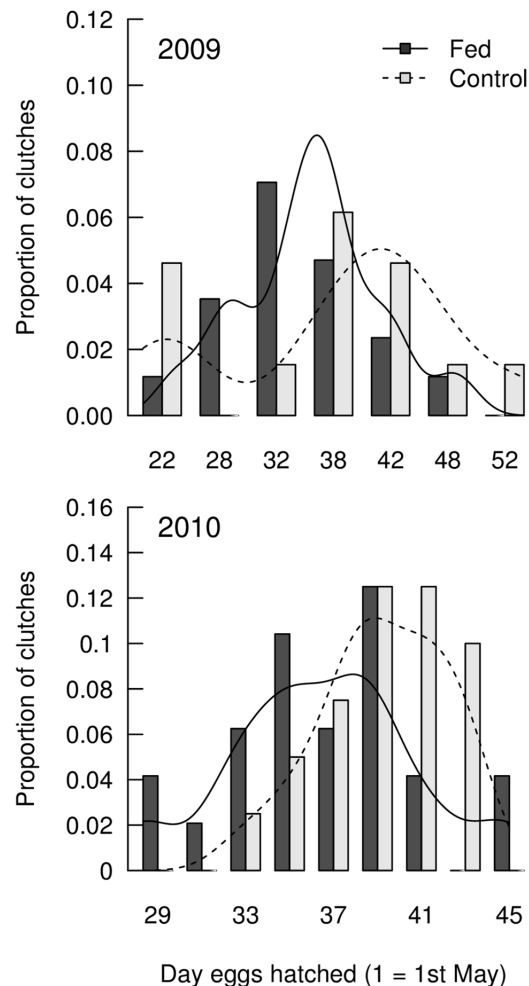 2009
Fed
Control
Proportion of clutches
0.12
0.10
0.08
0.06
0.04
0.02
0.00
22 28 32 38 42 48 52
2010
Proportion of clutches
0.16
0.14
0.12
0.1
0.08
0.06
0.04
0.02
0
29 33 37 41 45
Day eggs hatched (1 = 1st May)